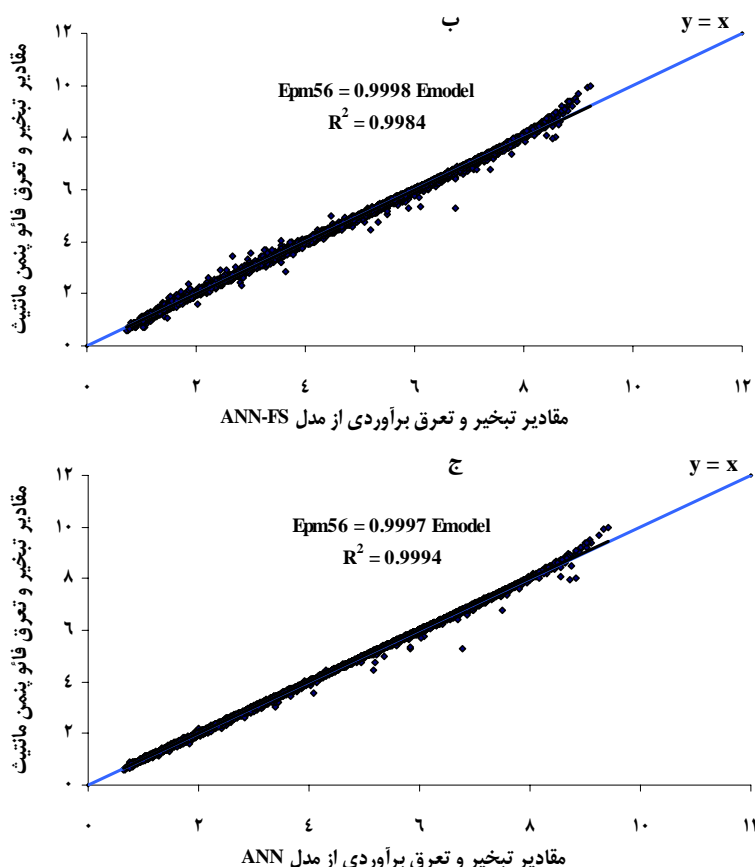 ب
y = x
Epm56 = 0.9998 Emodel
R² = 0.9984
مقادیر تبخیر و تعرق فائو پنمن مانتیث
۱۲
۱۰
۸
٦
٤
۲
۰
۰ ۲ ٤ ٦ ۸ ۱۰ ۱۲
مقادیر تبخیر و تعرق برآوردی از مدل ANN-FS
ج
y = x
Epm56 = 0.9997 Emodel
R² = 0.9994
مقادیر تبخیر و تعرق فائو پنمن مانتیث
۱۲
۱۰
۸
٦
٤
۲
۰
۰ ۲ ٤ ٦ ۸ ۱۰
مقادیر تبخیر و تعرق برآوردی از مدل ANN